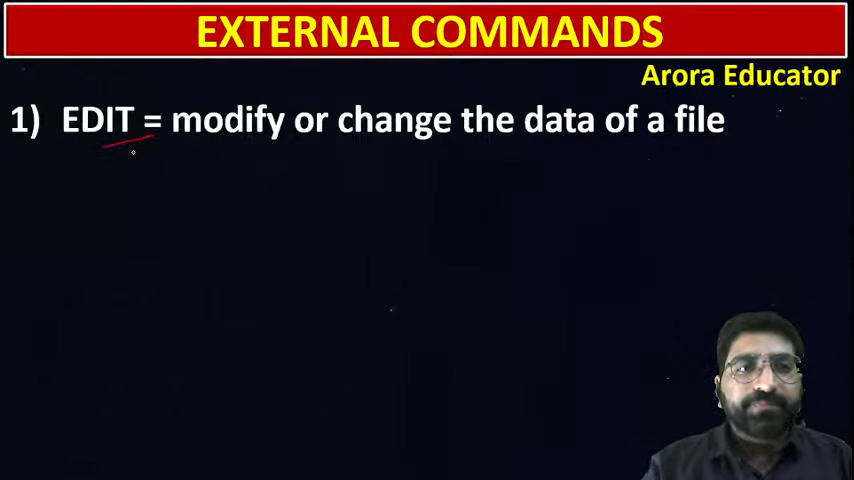 EXTERNAL COMMANDS
Arora Educator
1) EDIT = modify or change the data of a file